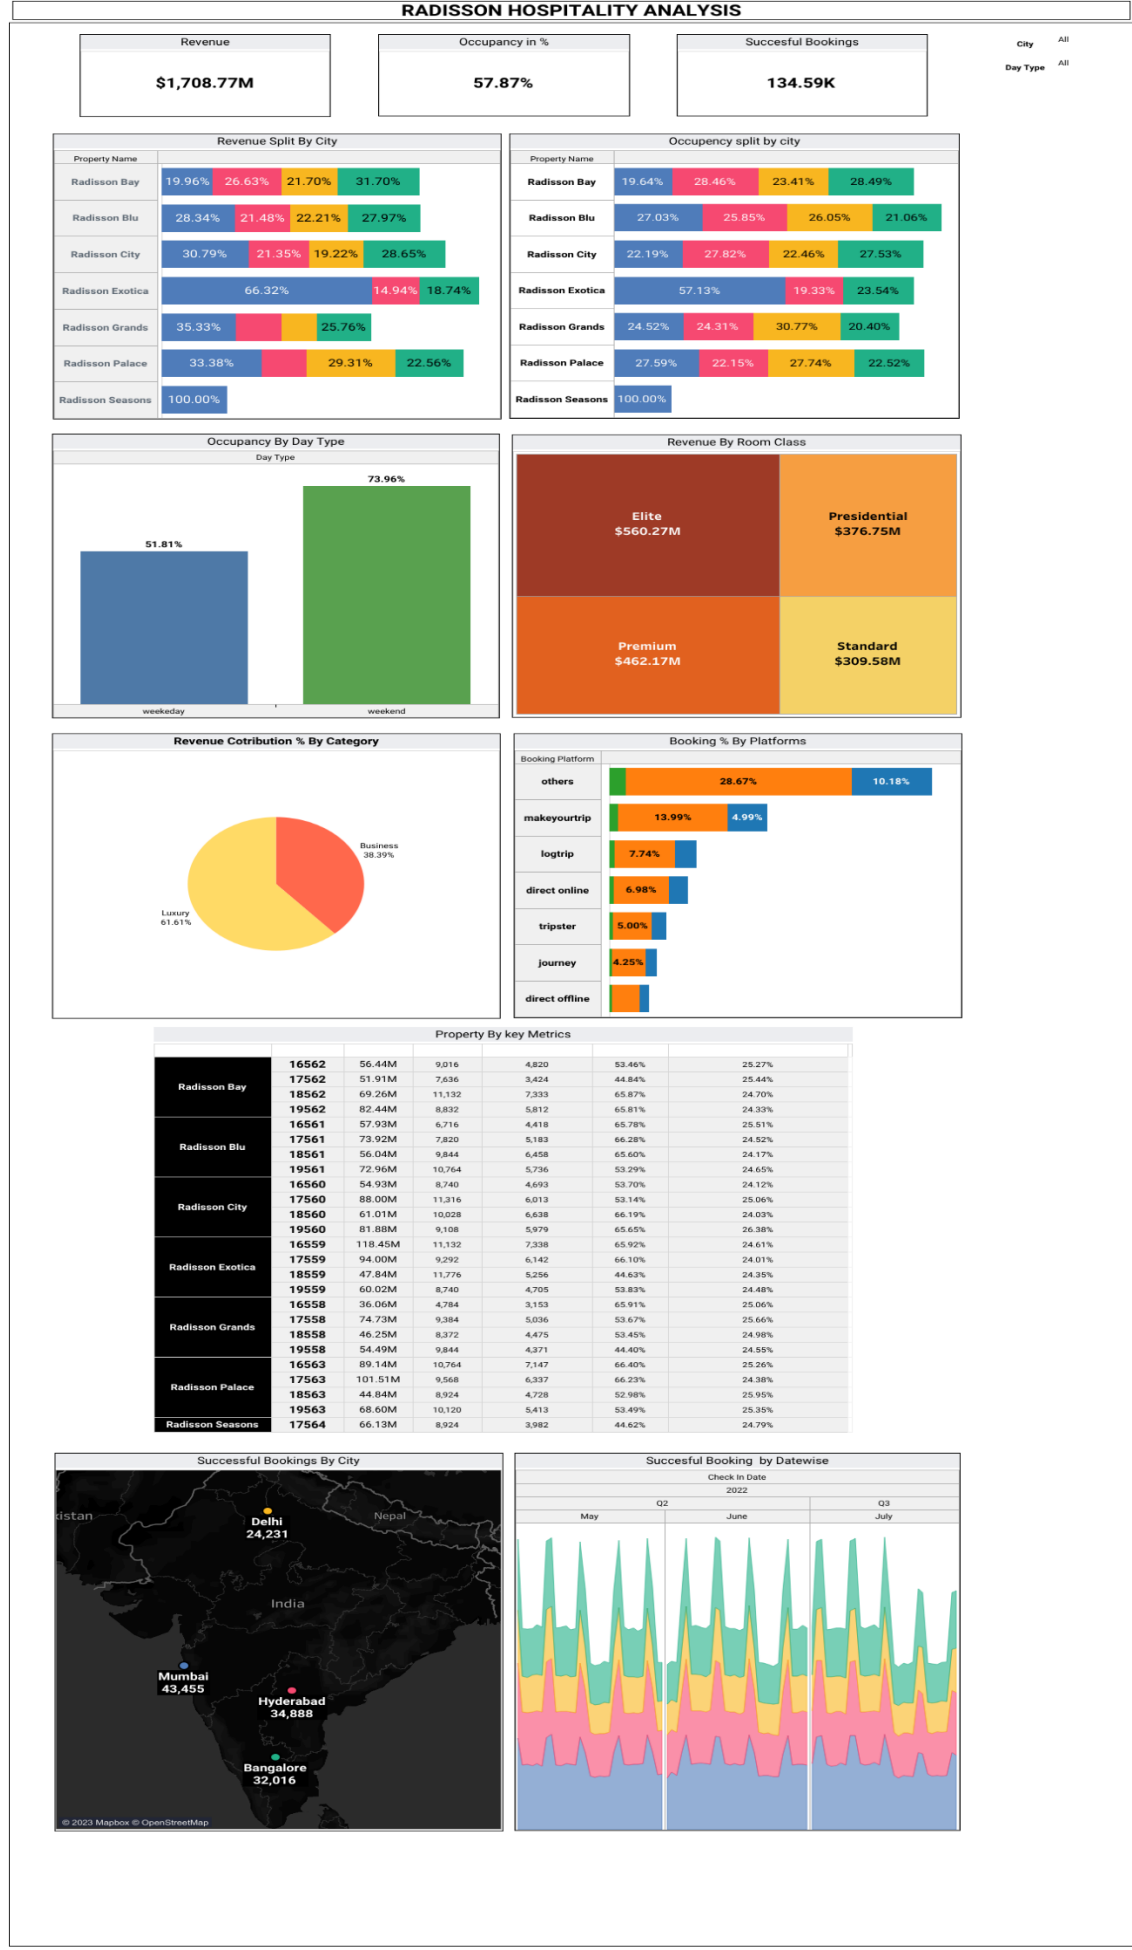 RADISSON HOSPITALITY ANALYSIS
Revenue
$1,708.77M
Occupancy in %
57.87%
Succesful Bookings
134.59K
City All
Day Type All
Revenue Split By City
Property Name
Radisson Bay 19.96% 26.63% 21.70% 31.70%
Radisson Blu 28.34% 21.48% 22.21% 27.97%
Radisson City 30.79% 21.35% 19.22% 28.65%
Radisson Exotica 66.32% 14.94% 18.74%
Radisson Grands 35.33% 25.76%
Radisson Palace 33.38% 29.31% 22.56%
Radisson Seasons 100.00%
Occupency split by city
Property Name
Radisson Bay 19.64% 28.46% 23.41% 28.49%
Radisson Blu 27.03% 25.85% 26.05% 21.06%
Radisson City 22.19% 27.82% 22.46% 27.53%
Radisson Exotica 57.13% 19.33% 23.54%
Radisson Grands 24.52% 24.31% 30.77% 20.40%
Radisson Palace 27.59% 22.15% 27.74% 22.52%
Radisson Seasons 100.00%
Occupancy By Day Type
Day Type
51.81%
73.96%
weekeday weekend
Revenue By Room Class
Elite
$560.27M
Presidential
$376.75M
Premium
$462.17M
Standard
$309.58M
Revenue Cotribution % By Category
Business
38.39%
Luxury
61.61%
Booking % By Platforms
Booking Platform
others 28.67% 10.18%
makeyourtrip 13.99% 4.99%
logtrip 7.74%
direct online 6.98%
tripster 5.00%
journey 4.25%
direct offline
Property By key Metrics
Radisson Bay
16562 56.44M 9,016 4,820 53.46% 25.27%
17562 51.91M 7,636 3,424 44.84% 25.44%
18562 69.26M 11,132 7,333 65.87% 24.70%
19562 82.44M 8,832 5,812 65.81% 24.33%
Radisson Blu
16561 57.93M 6,716 4,418 65.78% 25.51%
17561 73.92M 7,820 5,183 66.28% 24.52%
18561 56.04M 9,844 6,458 65.60% 24.17%
19561 72.96M 10,764 5,736 53.29% 24.65%
Radisson City
16560 54.93M 8,740 4,693 53.70% 24.12%
17560 88.00M 11,316 6,013 53.14% 25.06%
18560 61.01M 10,028 6,638 66.19% 24.03%
19560 81.88M 9,108 5,979 65.65% 26.38%
Radisson Exotica
16559 118.45M 11,132 7,338 65.92% 24.61%
17559 94.00M 9,292 6,142 66.10% 24.01%
18559 47.84M 11,776 5,256 44.63% 24.35%
19559 60.02M 8,740 4,705 53.83% 24.48%
Radisson Grands
16558 36.06M 4,784 3,153 65.91% 25.06%
17558 74.73M 9,384 5,036 53.67% 25.66%
18558 46.25M 8,372 4,475 53.45% 24.98%
19558 54.49M 9,844 4,371 44.40% 24.55%
Radisson Palace
16563 89.14M 10,764 7,147 66.40% 25.26%
17563 101.51M 9,568 6,337 66.23% 24.38%
18563 44.84M 8,924 4,728 52.98% 25.95%
19563 68.60M 10,120 5,413 53.49% 25.35%
Radisson Seasons 17564 66.13M 8,924 3,982 44.62% 24.79%
Successful Bookings By City
istan
Nepal
Delhi
24,231
India
Mumbai
43,455
Hyderabad
34,888
Bangalore
32,016
© 2023 Mapbox © OpenStreetMap
Succesful Booking by Datewise
Check In Date
2022
Q2 Q3
May June July